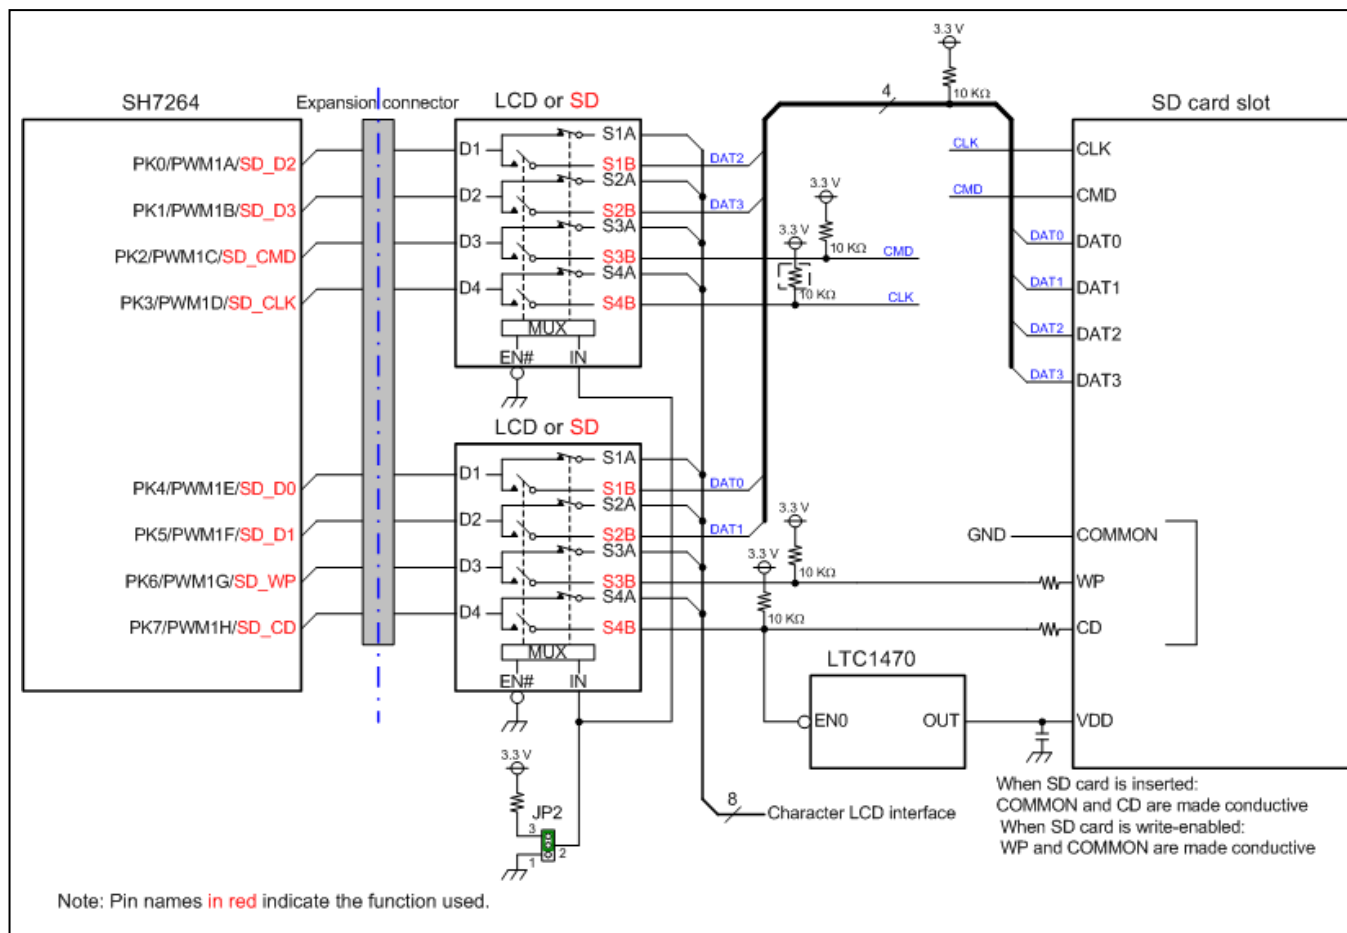 3.3 V
10 KΩ
SH7264
Expansion connector
LCD or SD
4
SD card slot
PK0/PWM1A/SD_D2
PK1/PWM1B/SD_D3
PK2/PWM1C/SD_CMD
PK3/PWM1D/SD_CLK
D1
D2
D3
D4
S1A
S1B
S2A
S2B
S3A
S3B
S4A
S4B
MUX
EN#
IN
DAT2
DAT3
3.3 V
10 KΩ
3.3 V
10 KΩ
CMD
CLK
CLK
CMD
DAT0
DAT1
DAT2
DAT3
CLK
CMD
DAT0
DAT1
DAT2
DAT3
LCD or SD
PK4/PWM1E/SD_D0
PK5/PWM1F/SD_D1
PK6/PWM1G/SD_WP
PK7/PWM1H/SD_CD
D1
D2
D3
D4
S1A
S1B
S2A
S2B
S3A
S3B
S4A
S4B
MUX
EN#
IN
DAT0
DAT1
3.3 V
10 KΩ
3.3 V
10 KΩ
GND
COMMON
WP
CD
LTC1470
EN0
OUT
VDD
3.3 V
JP2
3
2
1
8
Character LCD interface
When SD card is inserted:
COMMON and CD are made conductive
When SD card is write-enabled:
WP and COMMON are made conductive
Note: Pin names in red indicate the function used.